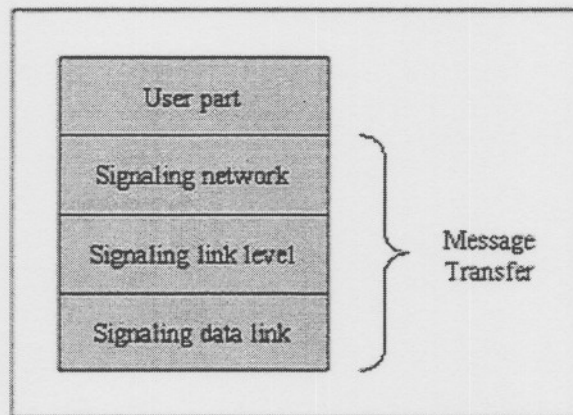 User part
Signaling network
Signaling link level
Signaling data link
Message
Transfer